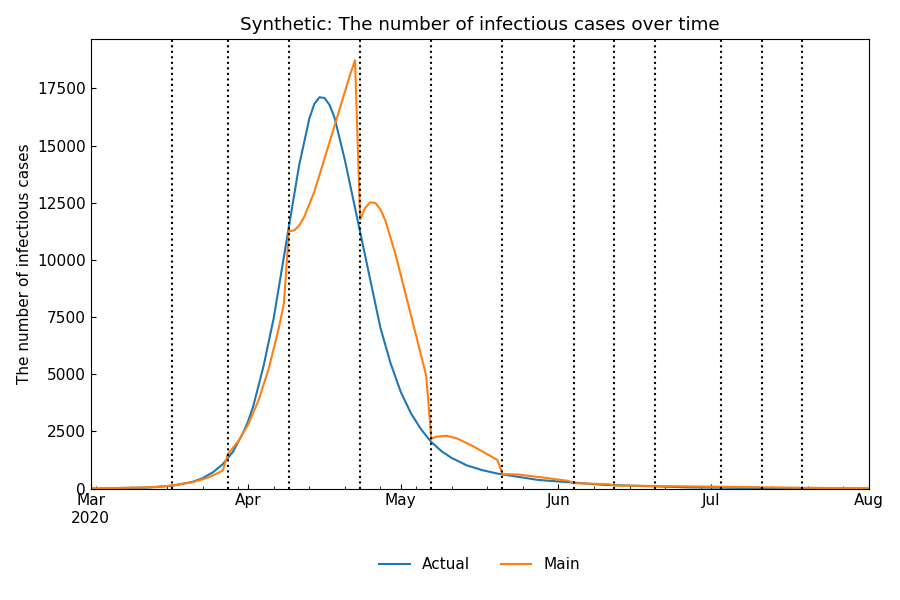 Synthetic: The number of infectious cases over time
The number of infectious cases
17500
15000
12500
10000
7500
5000
2500
0
Mar Apr May Jun Jul Aug
2020
Actual Main